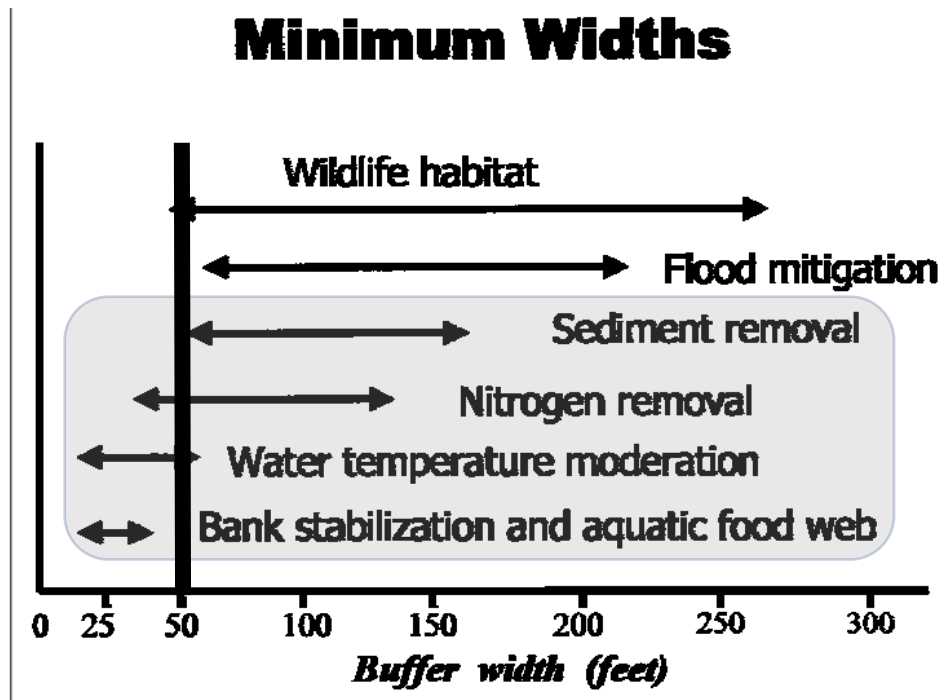 Minimum Widths
Wildlife habitat
Flood mitigation
Sediment removal
Nitrogen removal
Water temperature moderation
Bank stabilization and aquatic food web
0 25 50 100 150 200 250 300
Buffer width (feet)